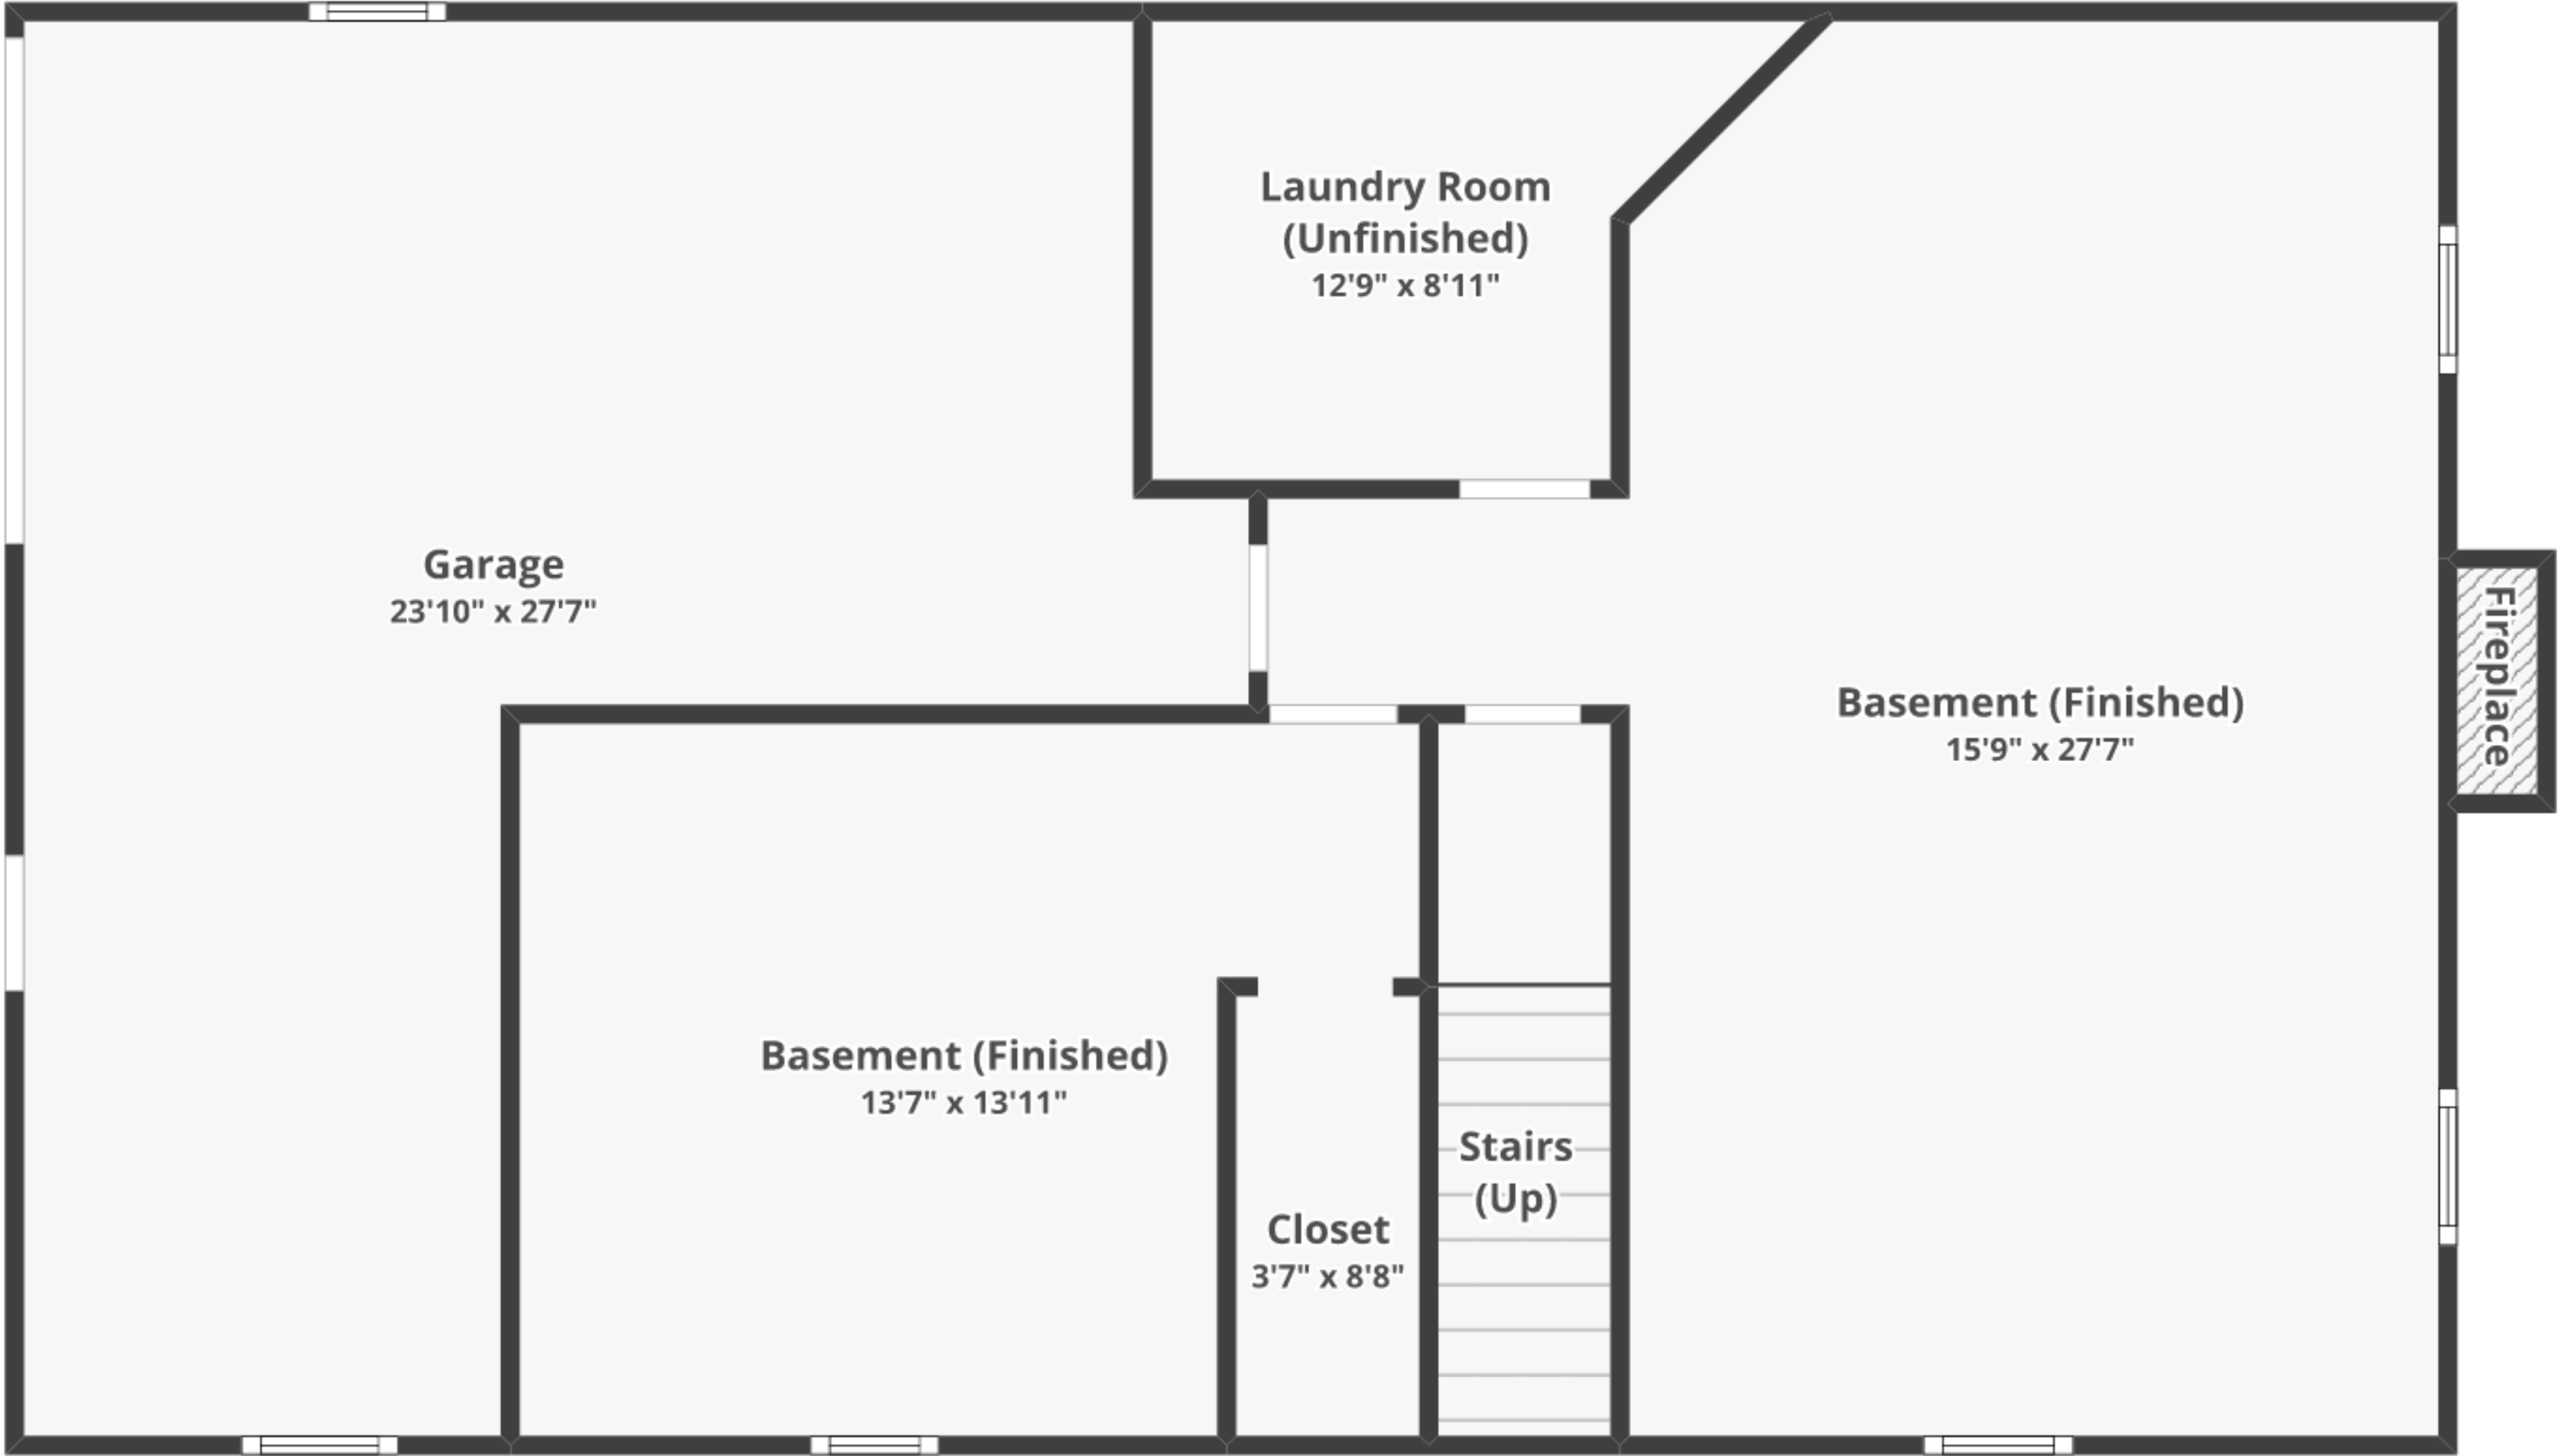 Laundry Room
(Unfinished)
12'9" x 8'11"
Garage
23'10" x 27'7"
Fireplace
Basement (Finished)
15'9" x 27'7"
Basement (Finished)
13'7" x 13'11"
Stairs
(Up)
Closet
3'7" x 8'8"